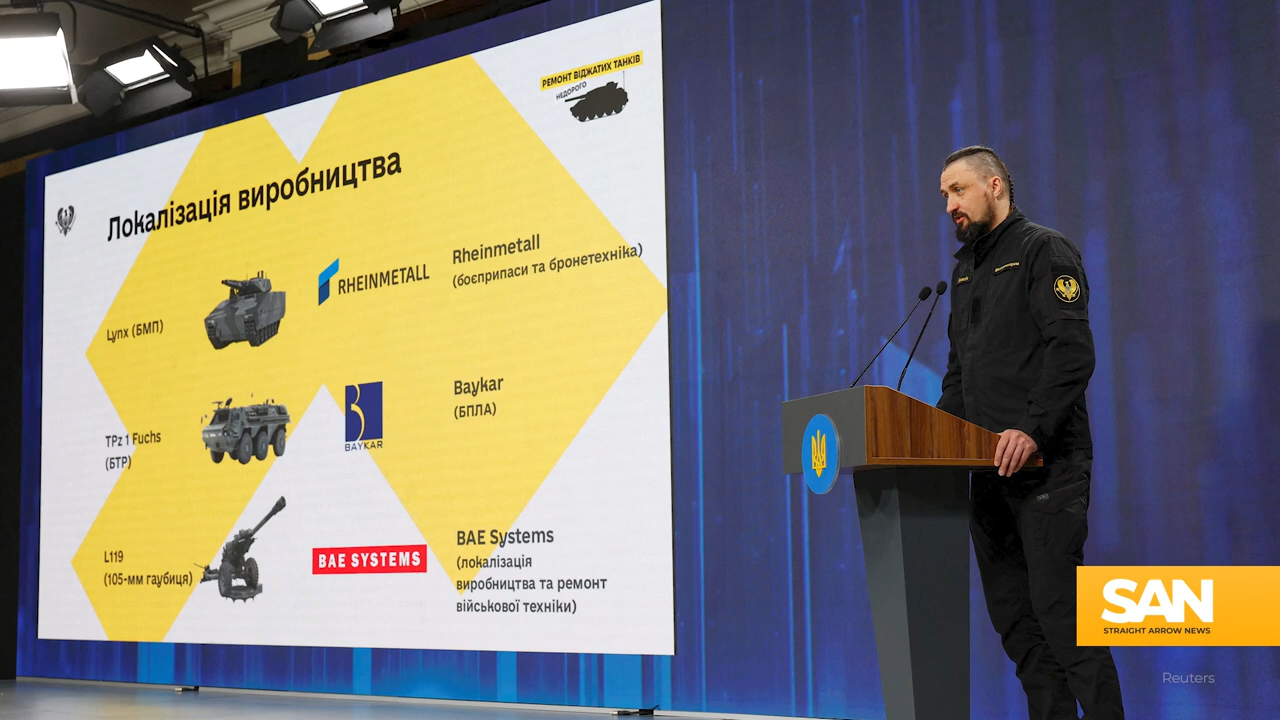 РЕМОНТ ВІДЖАТИХ ТАНКІВ
НЕДОРОГО
Локалізація виробництва
Lynx (БМП)
RHEINMETALL
Rheinmetall
(боєприпаси та бронетехніка)
TPz 1 Fuchs
(БТР)
BAYKAR
Baykar
(БПЛА)
L119
(105-мм гаубиця)
BAE SYSTEMS
BAE Systems
(локалізація
виробництва та ремонт
військової техніки)
SAN
STRAIGHT ARROW NEWS
Reuters